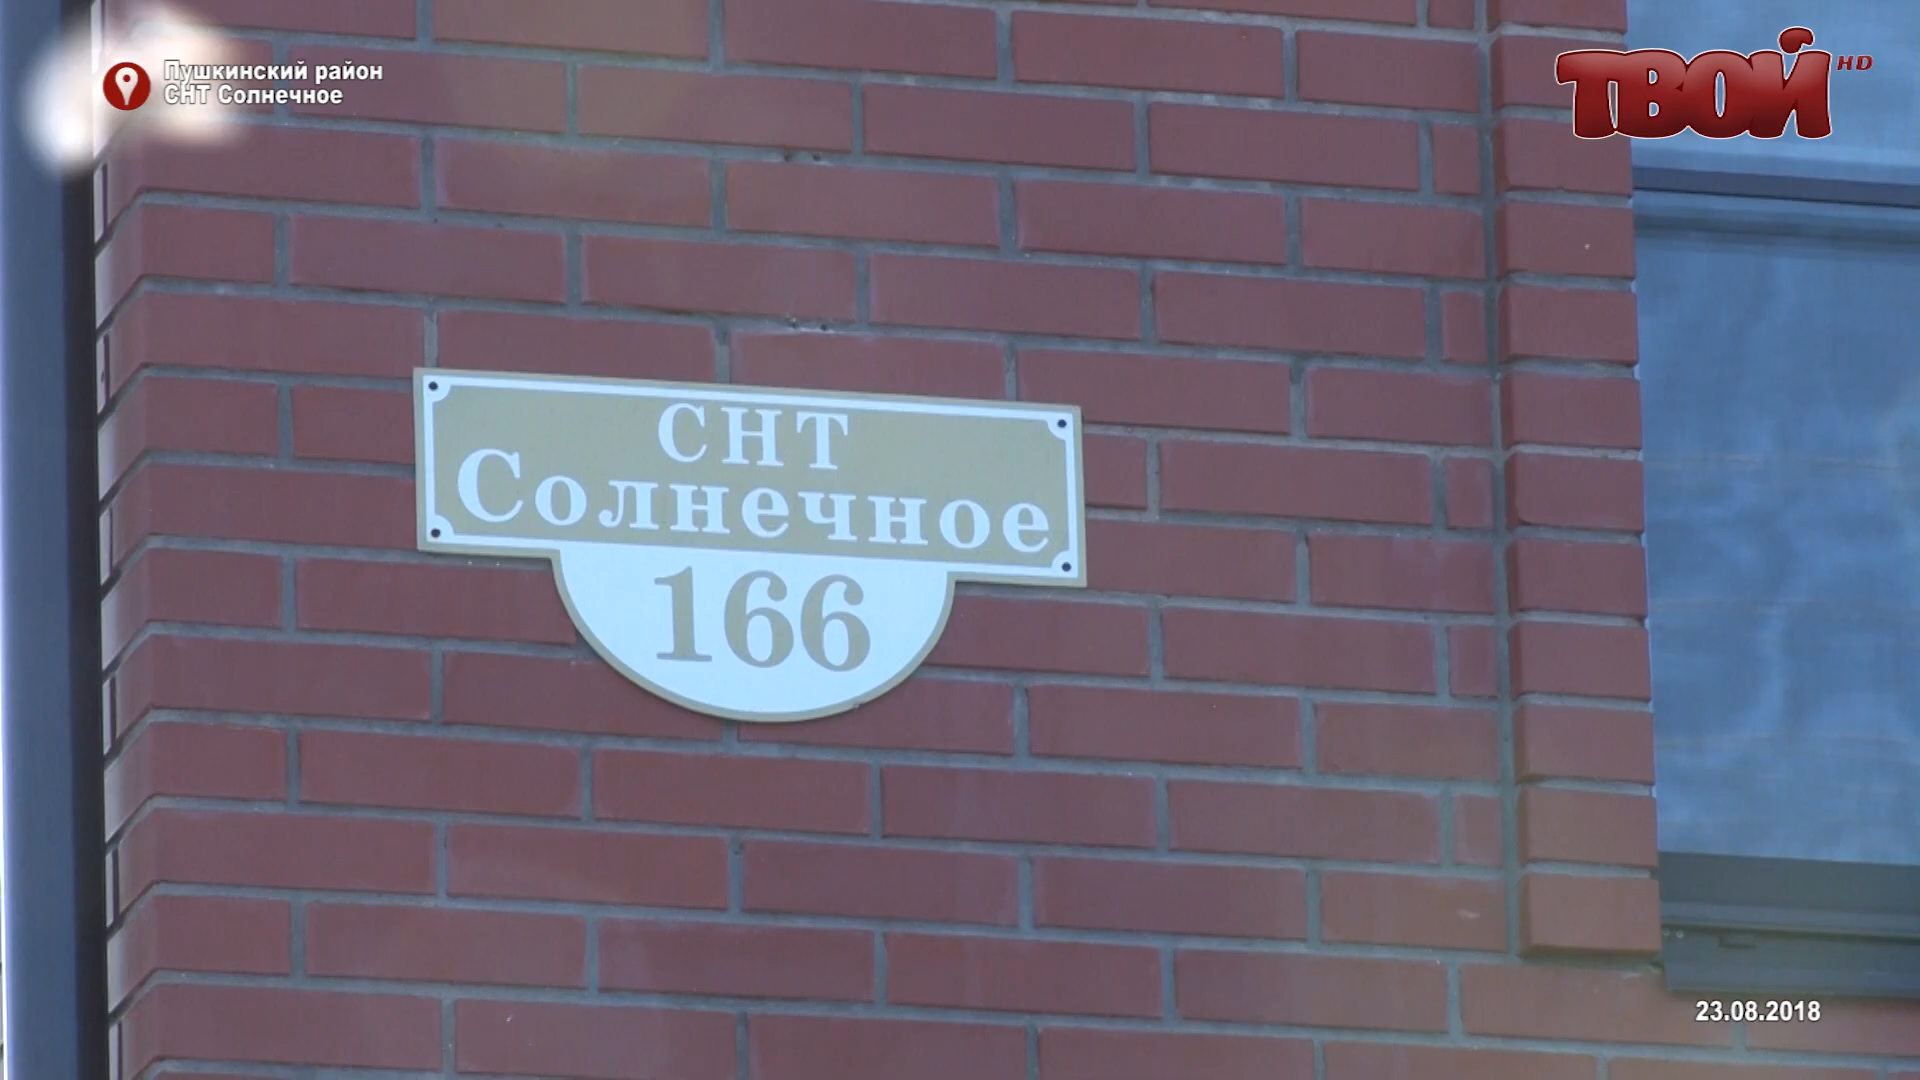 Пушкинский район
СНТ Солнечное
ТВОЙ HD
СНТ
Солнечное
166
23.08.2018